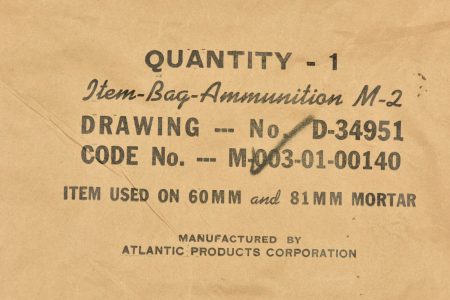 QUANTITY - 1
Item-Bag-Ammunition M-2
DRAWING --- No. D-34951
CODE No. --- M-003-01-00140
ITEM USED ON 60MM and 81MM MORTAR
MANUFACTURED BY
ATLANTIC PRODUCTS CORPORATION